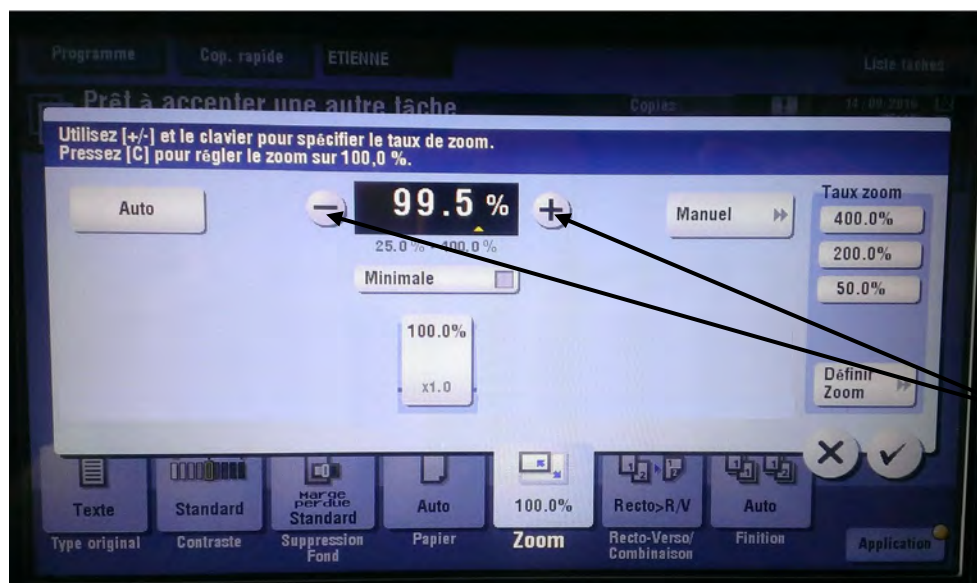 Programme
Cop. rapide
ETIENNE
Liste tâches
Prêt à accepter une autre tâche
Copies
Utilisez [+/-] et le clavier pour spécifier le taux de zoom.
Pressez [C] pour régler le zoom sur 100,0 %.
Auto
−
99.5 %
+
Manuel
Taux zoom
400.0%
25.0 % - 100.0 %
200.0%
Minimale
50.0%
100.0%
x1.0
Définir
Zoom
Texte
Standard
Marge
perdue
Standard
Auto
100.0%
Recto>R/V
Auto
Type original
Contraste
Suppression
Fond
Papier
Zoom
Recto-Verso/
Combinaison
Finition
Application